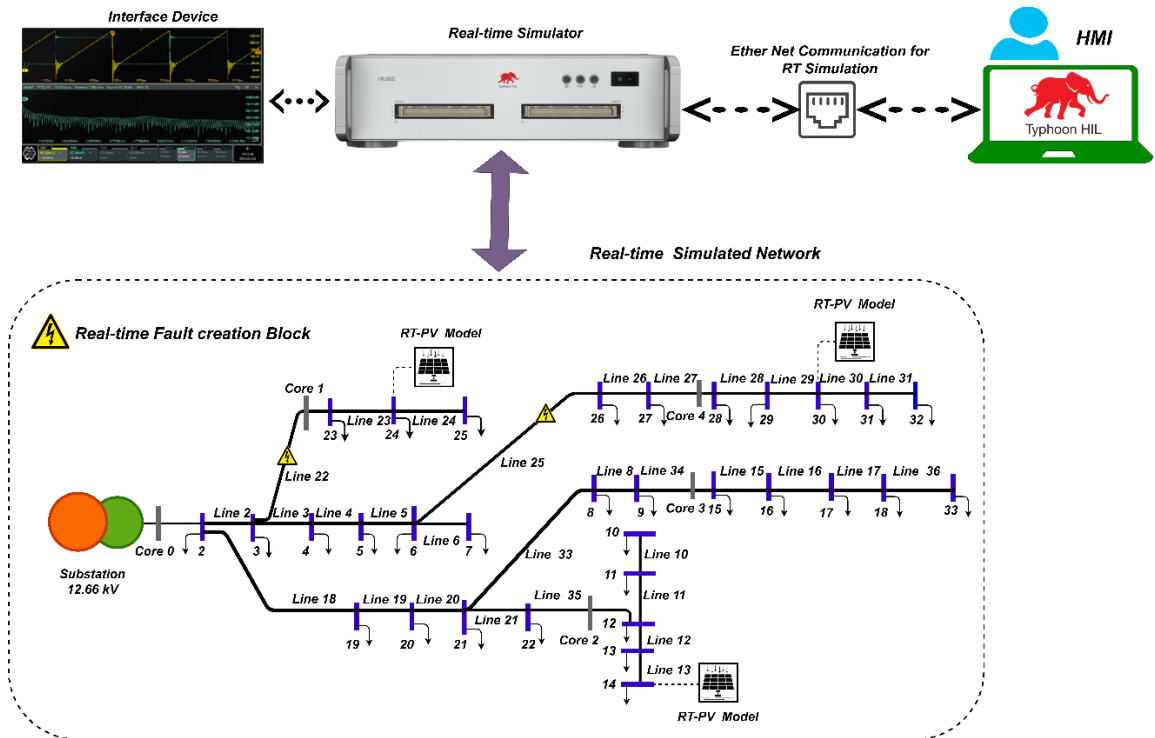 Interface Device
Real-time Simulator
Ether Net Communication for
RT Simulation
HMI
HIL602
Typhoon HIL
Typhoon HIL
Real-time Simulated Network
Real-time Fault creation Block
RT-PV Model
RT-PV Model
Core 1
Line 23
Line 24
23
24
25
Line 22
Line 26
Line 27
Line 28
Line 29
Line 30
Line 31
Core 4
26
27
28
29
30
31
32
Line 25
Line 8
Line 34
Line 15
Line 16
Line 17
Line 36
8
9
Core 3
15
16
17
18
33
Line 2
Line 3
Line 4
Line 5
Line 6
Core 0
2
3
4
5
6
7
Substation
12.66 kV
Line 33
Line 18
Line 19
Line 20
Line 21
Line 35
19
20
21
22
Core 2
10
Line 10
11
Line 11
12
Line 12
13
Line 13
14
RT-PV Model